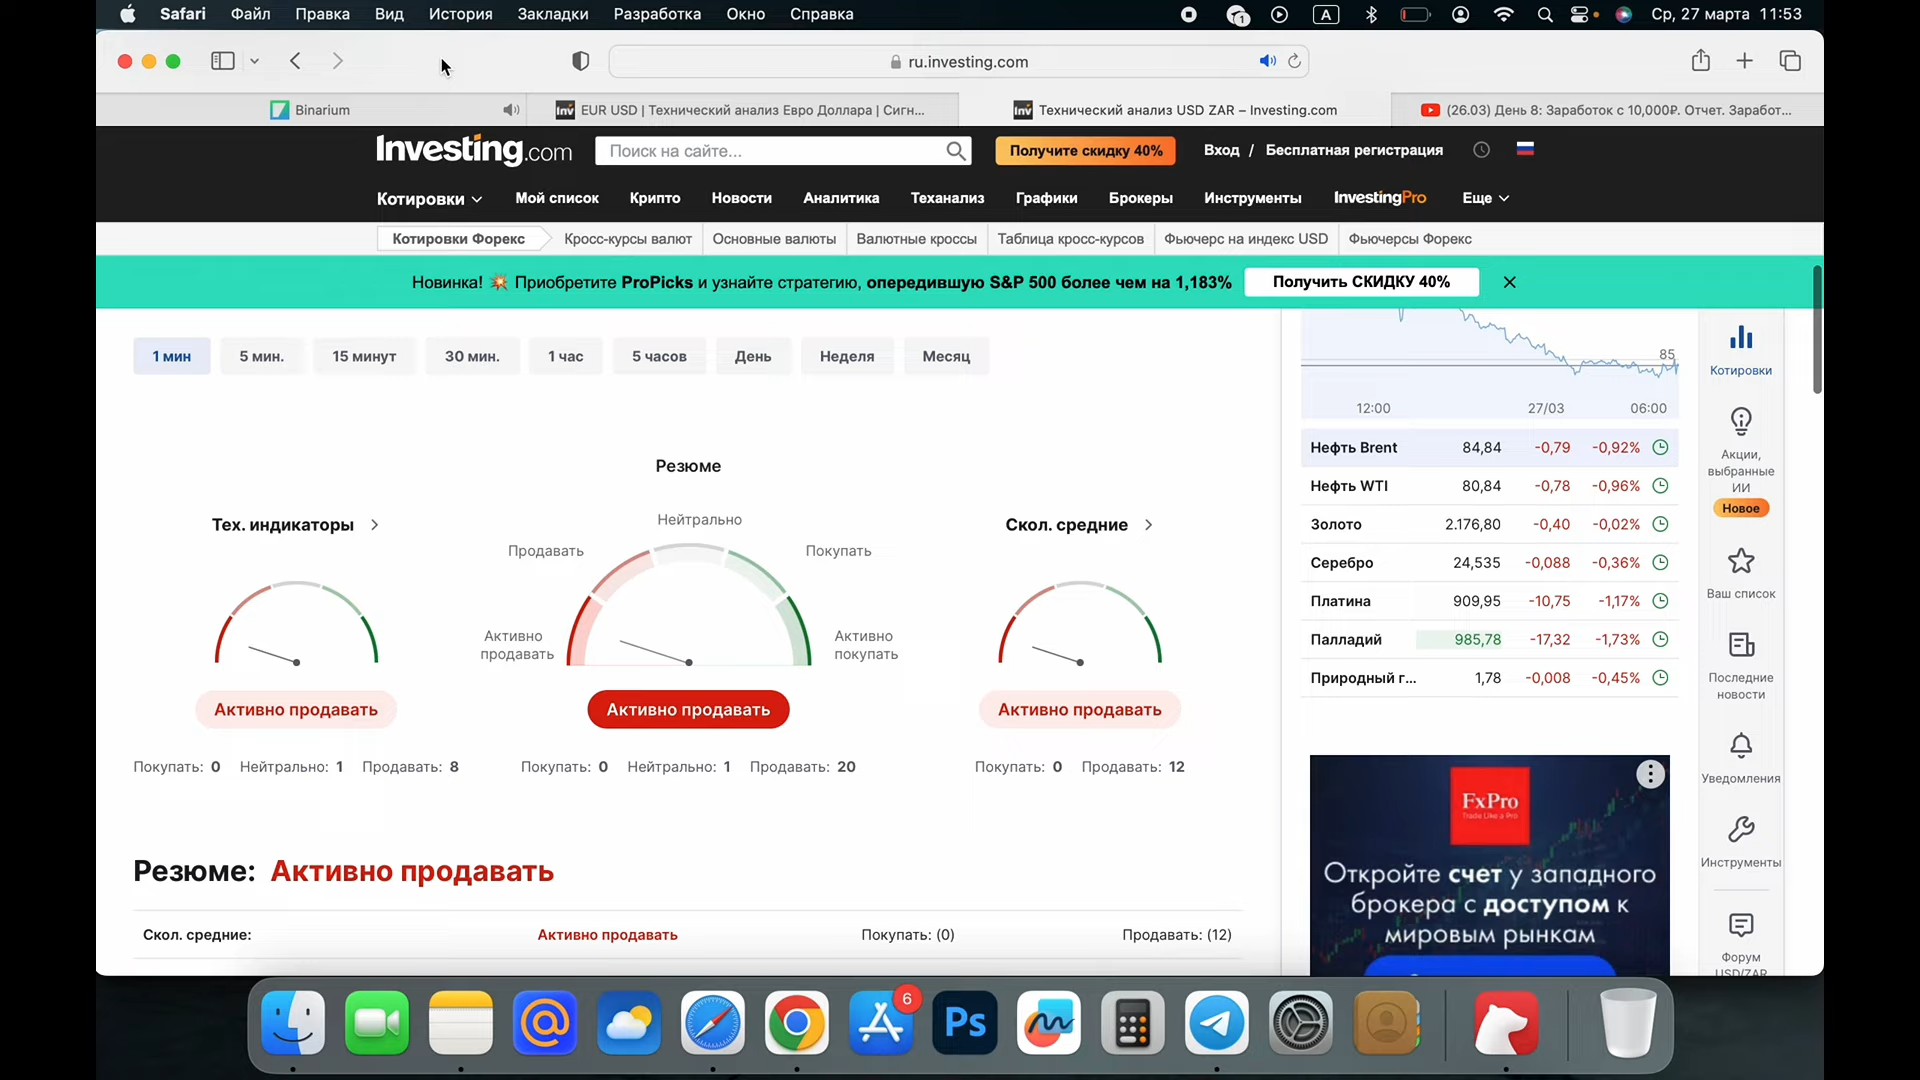 Safari Файл Правка Вид История Закладки Разработка Окно Справка
1 A Ср, 27 марта 11:53
ru.investing.com
Binarium
Inv EUR USD | Технический анализ Евро Доллара | Сигн...
Inv Технический анализ USD ZAR – Investing.com
(26.03) День 8: Заработок с 10,000₽. Отчет. Заработ...
Investing.com
Поиск на сайте...
Получите скидку 40%
Вход / Бесплатная регистрация
Котировки Мой список Крипто Новости Аналитика Теханализ Графики Брокеры Инструменты InvestingPro Еще
Котировки Форекс Кросс-курсы валют Основные валюты Валютные кроссы Таблица кросс-курсов Фьючерс на индекс USD Фьючерсы Форекс
Новинка! 💥 Приобретите ProPicks и узнайте стратегию, опередившую S&P 500 более чем на 1,183% Получить СКИДКУ 40%
1 мин 5 мин. 15 минут 30 мин. 1 час 5 часов День Неделя Месяц
Резюме
Тех. индикаторы
Активно продавать
Покупать: 0 Нейтрально: 1 Продавать: 8
Нейтрально
Продавать
Покупать
Активно
продавать
Активно
покупать
Активно продавать
Покупать: 0 Нейтрально: 1 Продавать: 20
Скол. средние
Активно продавать
Покупать: 0 Продавать: 12
Резюме: Активно продавать
Скол. средние: Активно продавать Покупать: (0) Продавать: (12)
85
12:00 27/03 06:00
Нефть Brent 84,84 -0,79 -0,92%
Нефть WTI 80,84 -0,78 -0,96%
Золото 2.176,80 -0,40 -0,02%
Серебро 24,535 -0,088 -0,36%
Платина 909,95 -10,75 -1,17%
Палладий 985,78 -17,32 -1,73%
Природный г... 1,78 -0,008 -0,45%
FxPro
Trade Like a Pro
Откройте счет у западного
брокера с доступом к
мировым рынкам
Котировки
Акции,
выбранные
ИИ
Новое
Ваш список
Последние
новости
Уведомления
Инструменты
Форум
USD/ZAR
6
Ps